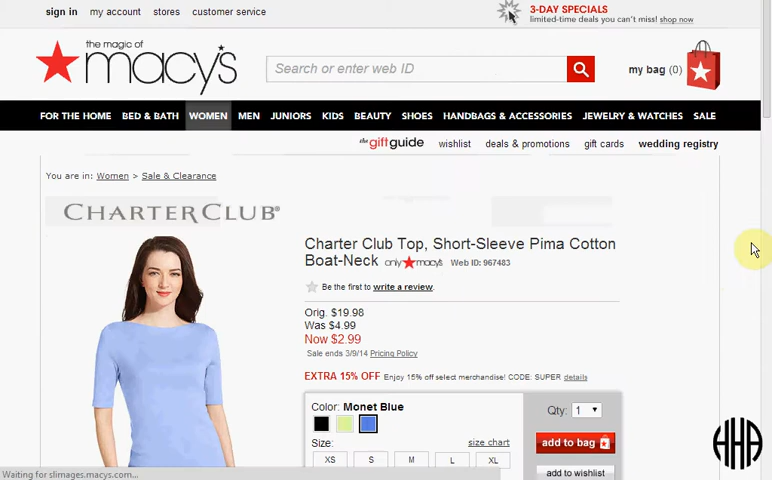 sign in my account stores customer service
3-DAY SPECIALS
limited-time deals you can't miss! shop now
the magic of
macy's
Search or enter web ID
my bag (0)
FOR THE HOME BED & BATH WOMEN MEN JUNIORS KIDS BEAUTY SHOES HANDBAGS & ACCESSORIES JEWELRY & WATCHES SALE
the gift guide wishlist deals & promotions gift cards wedding registry
You are in: Women > Sale & Clearance
CHARTER CLUB®
Charter Club Top, Short-Sleeve Pima Cotton
Boat-Neck only macy's Web ID: 967483
Be the first to write a review.
Orig. $19.98
Was $4.99
Now $2.99
Sale ends 3/9/14 Pricing Policy
EXTRA 15% OFF Enjoy 15% off select merchandise! CODE: SUPER details
Color: Monet Blue
Qty: 1
Size: size chart
add to bag
XS S M L XL
add to wishlist
Waiting for slimages.macys.com...
HHA